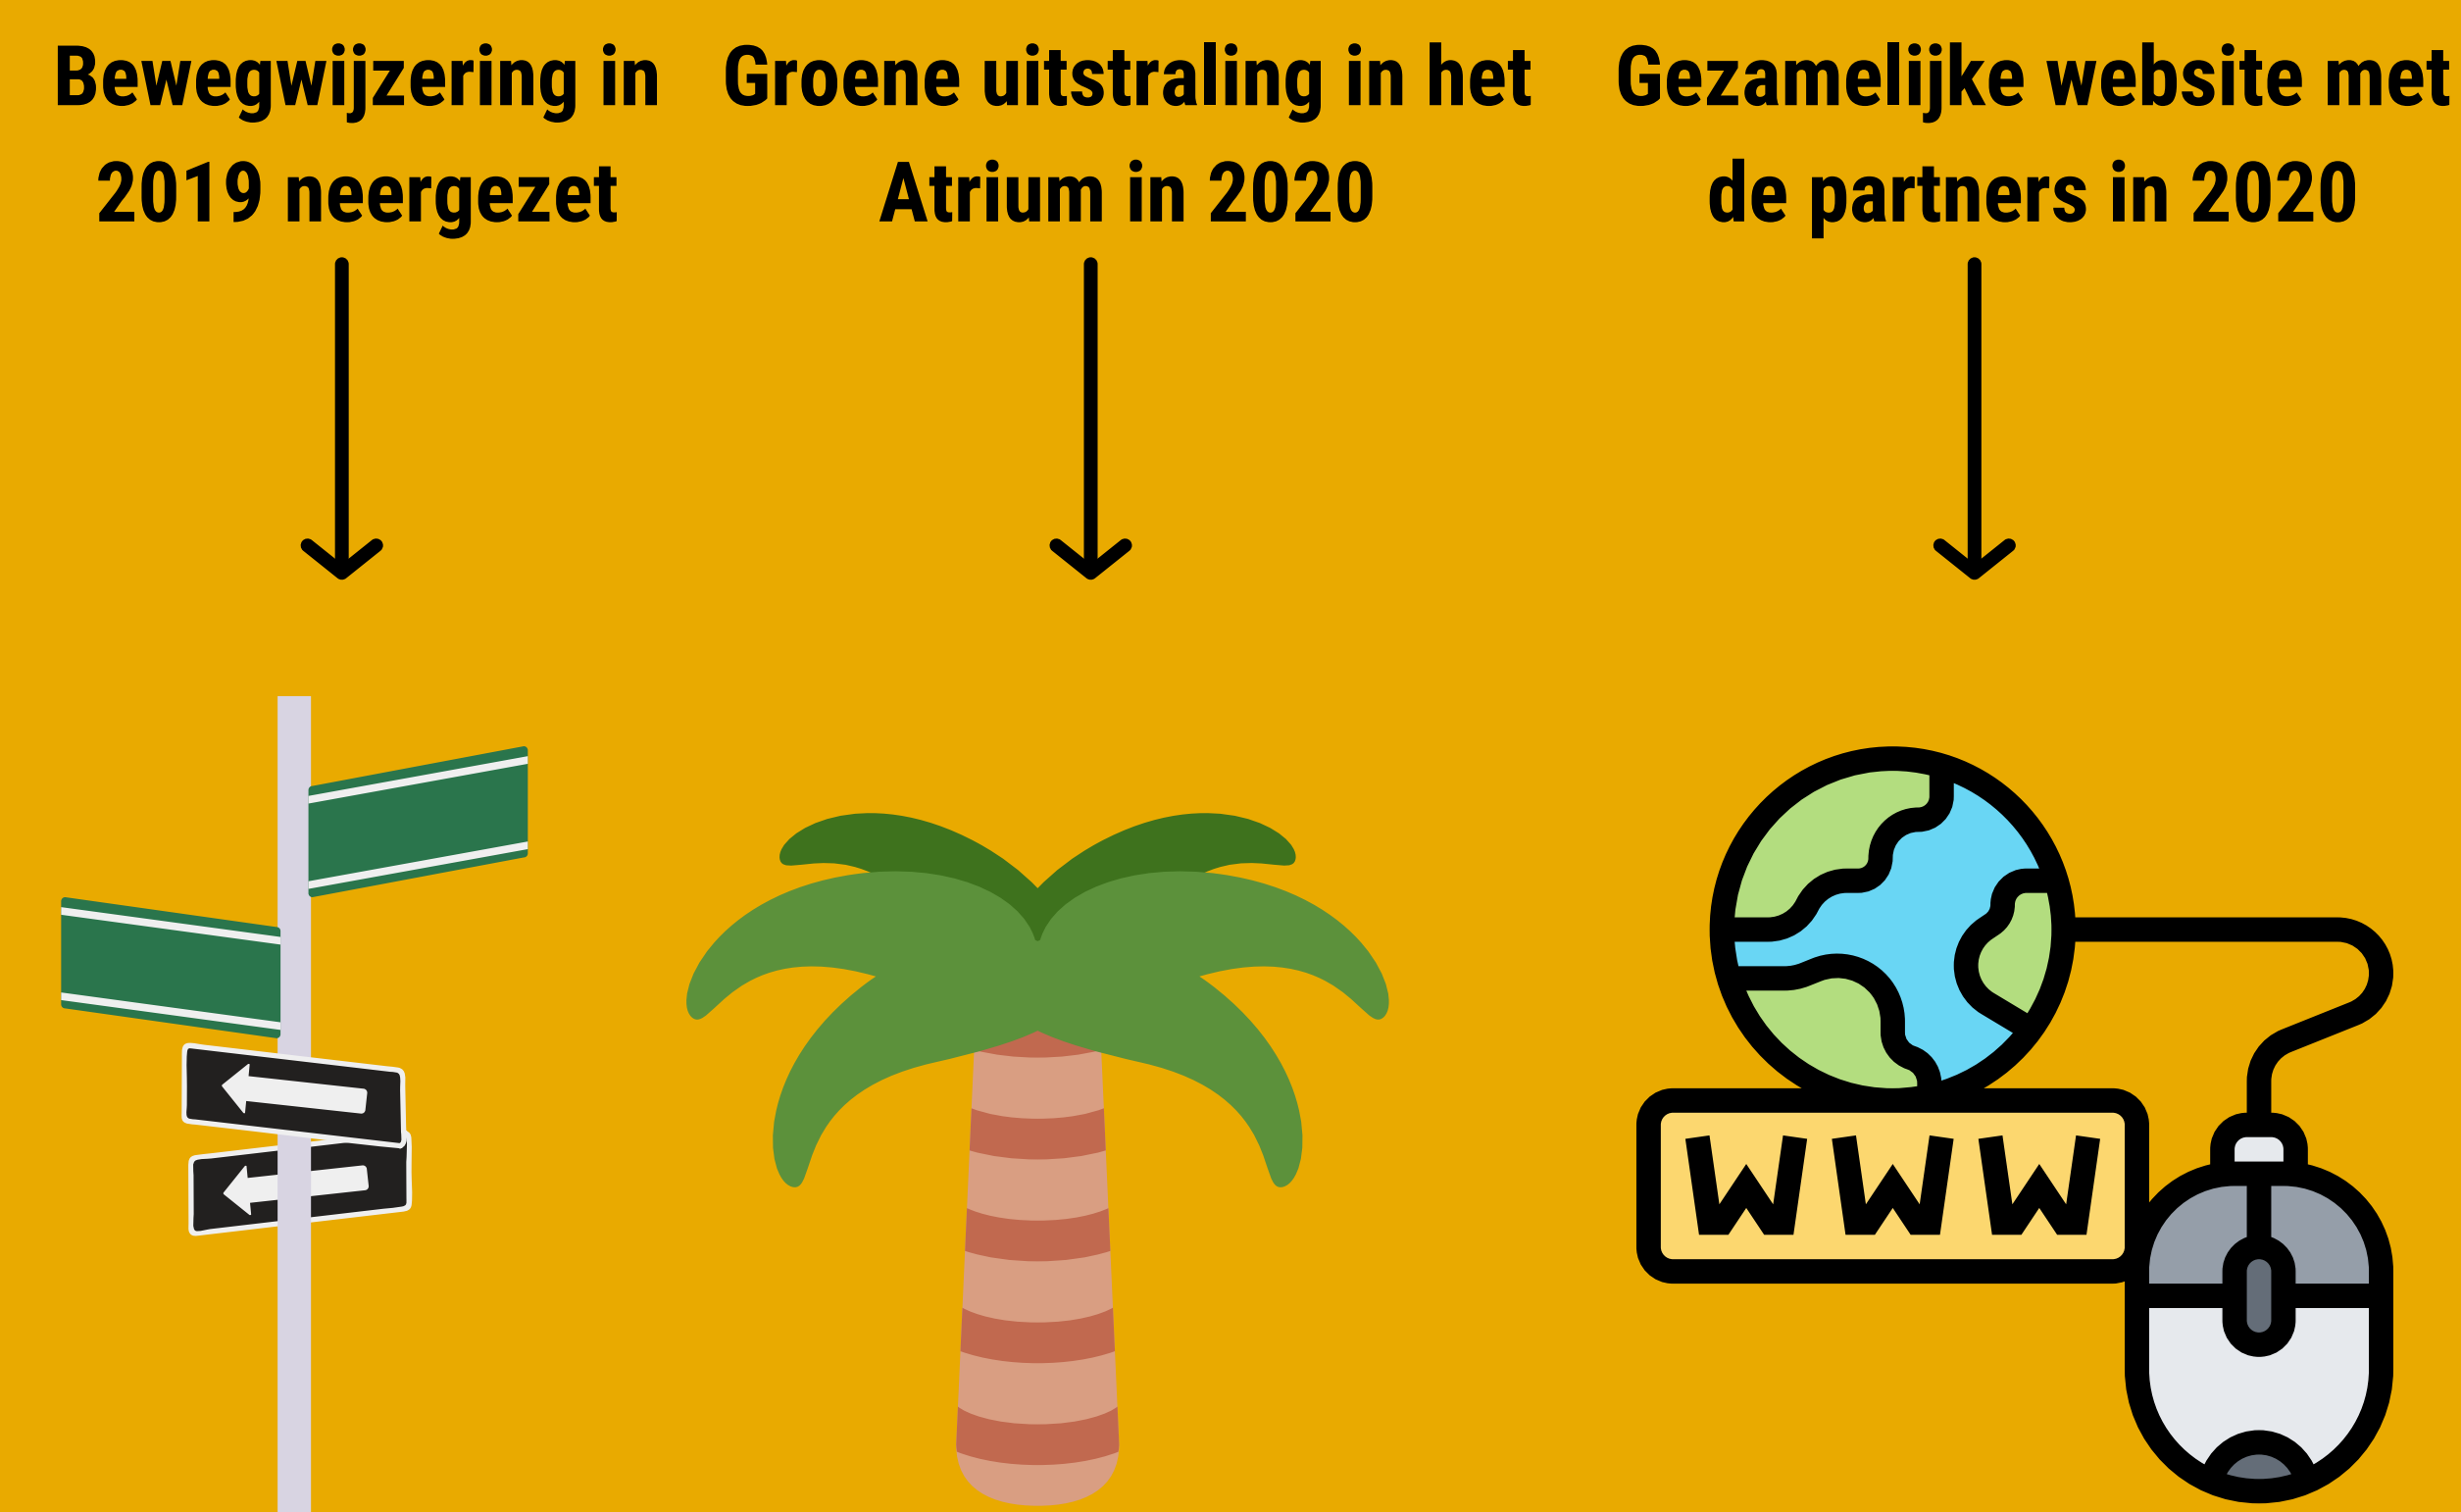 Bewegwijzering in
2019 neergezet
Groene uitstraling in het
Atrium in 2020
Gezamelijke website met
de partners in 2020
WWW